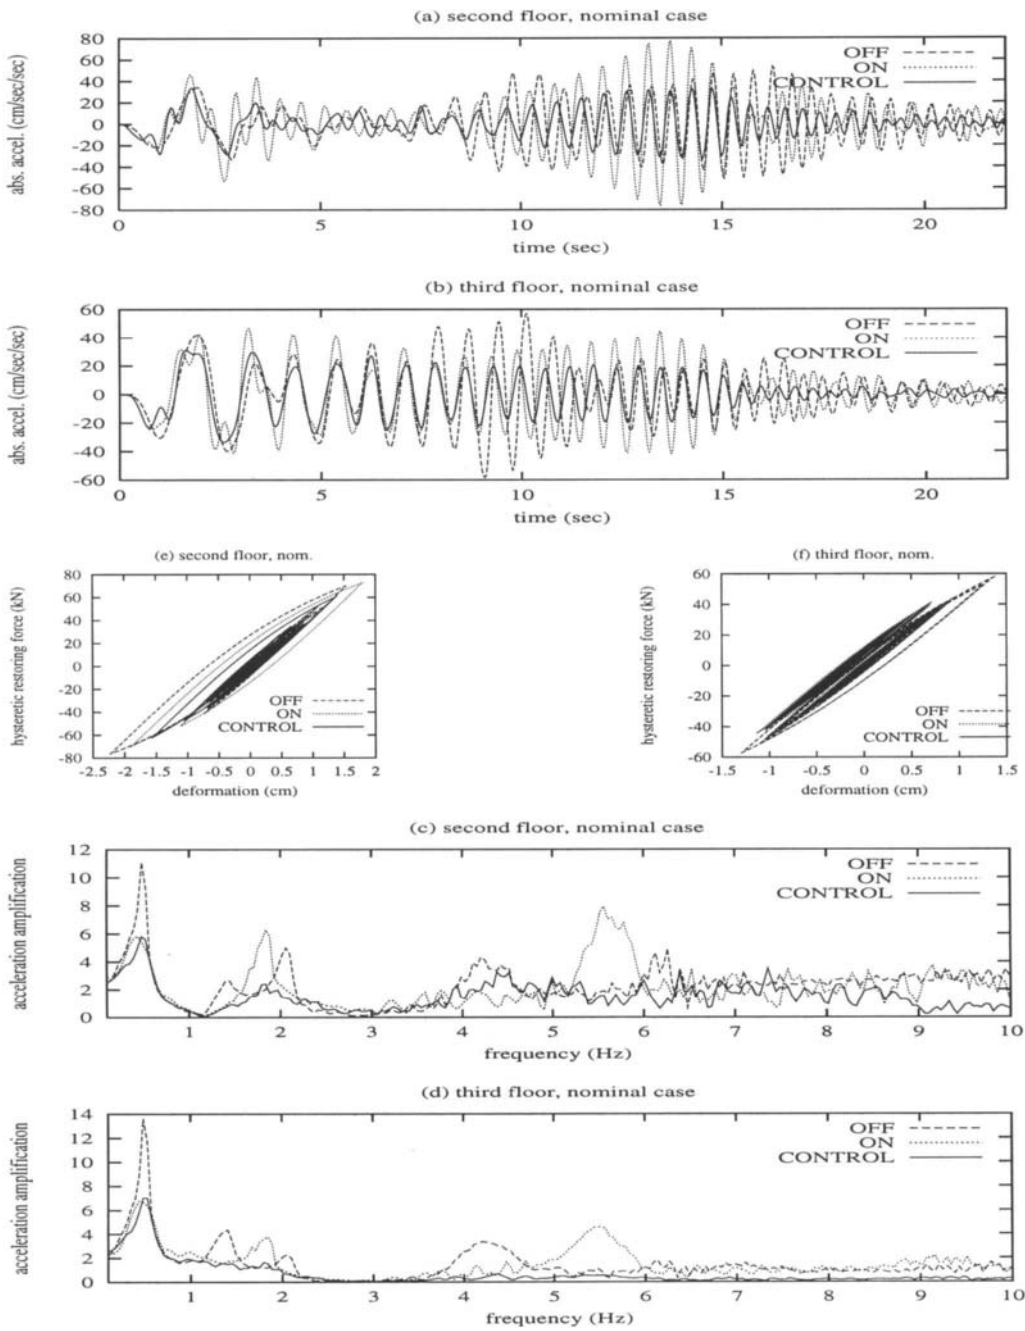 (a) second floor, nominal case
abs. accel. (cm/sec/sec)
80
60
40
20
0
-20
-40
-60
-80
OFF
ON
CONTROL
0 5 10 15 20
time (sec)
(b) third floor, nominal case
abs. accel. (cm/sec/sec)
60
40
20
0
-20
-40
-60
OFF
ON
CONTROL
0 5 10 15 20
time (sec)
(e) second floor, nom.
hysteretic restoring force (kN)
80
60
40
20
0
-20
-40
-60
-80
OFF
ON
CONTROL
-2.5 -2 -1.5 -1 -0.5 0 0.5 1 1.5 2
deformation (cm)
(f) third floor, nom.
hysteretic restoring force (kN)
60
40
20
0
-20
-40
-60
OFF
ON
CONTROL
-1.5 -1 -0.5 0 0.5 1 1.5
deformation (cm)
(c) second floor, nominal case
acceleration amplification
12
10
8
6
4
2
0
OFF
ON
CONTROL
1 2 3 4 5 6 7 8 9 10
frequency (Hz)
(d) third floor, nominal case
acceleration amplification
14
12
10
8
6
4
2
0
OFF
ON
CONTROL
1 2 3 4 5 6 7 8 9 10
frequency (Hz)